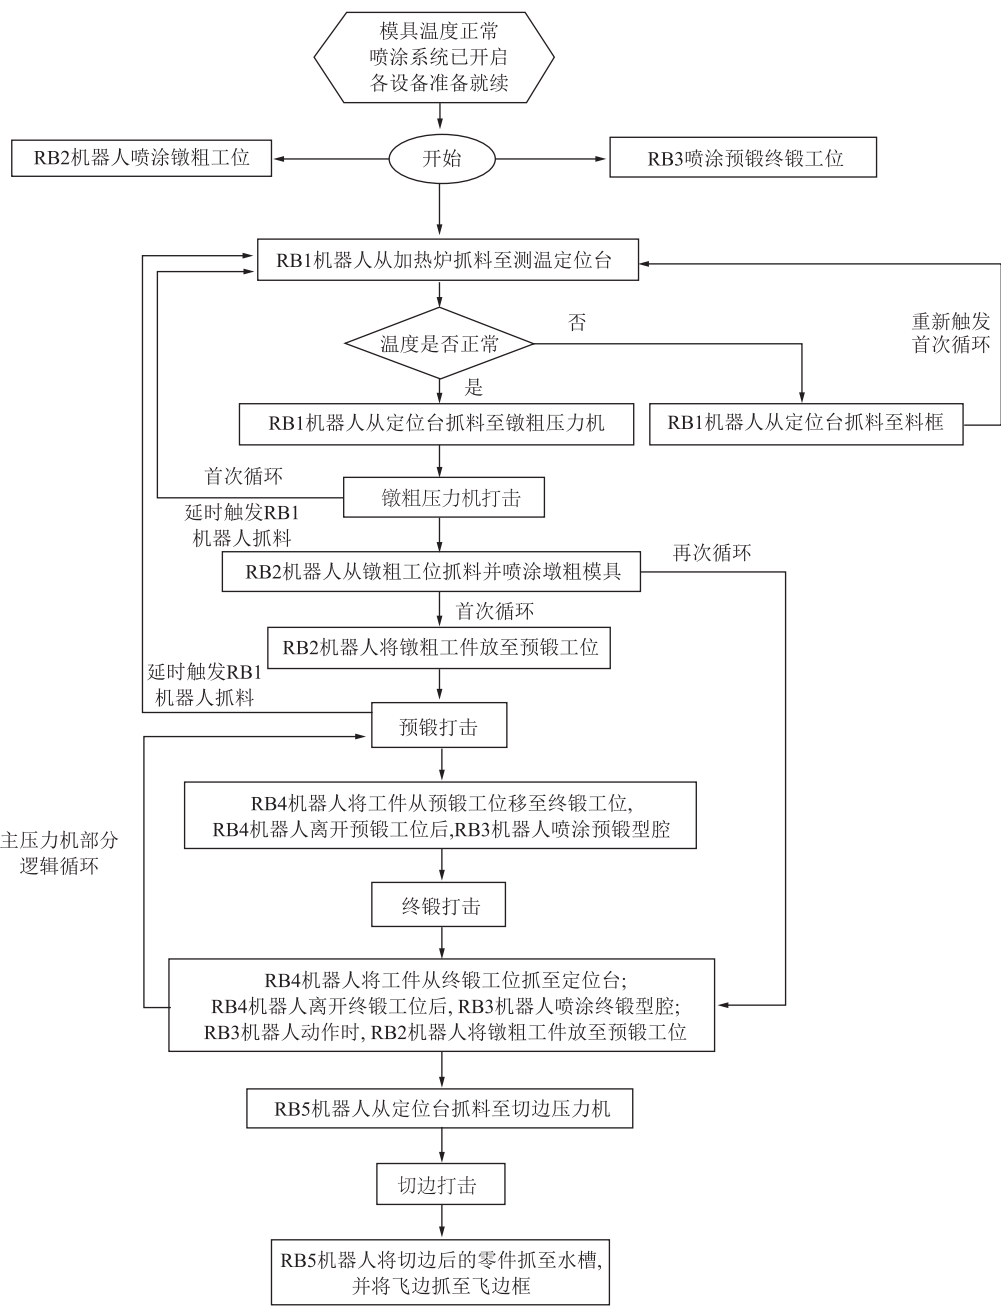 模具温度正常
喷涂系统已开启
各设备准备就续
RB2机器人喷涂镦粗工位
开始
RB3喷涂预锻终锻工位
RB1机器人从加热炉抓料至测温定位台
否
重新触发
首次循环
温度是否正常
是
RB1机器人从定位台抓料至镦粗压力机
RB1机器人从定位台抓料至料框
首次循环
镦粗压力机打击
延时触发RB1
机器人抓料
再次循环
RB2机器人从镦粗工位抓料并喷涂墩粗模具
首次循环
RB2机器人将镦粗工件放至预锻工位
延时触发RB1
机器人抓料
预锻打击
RB4机器人将工件从预锻工位移至终锻工位,
RB4机器人离开预锻工位后,RB3机器人喷涂预锻型腔
主压力机部分
逻辑循环
终锻打击
RB4机器人将工件从终锻工位抓至定位台;
RB4机器人离开终锻工位后, RB3机器人喷涂终锻型腔;
RB3机器人动作时, RB2机器人将镦粗工件放至预锻工位
RB5机器人从定位台抓料至切边压力机
切边打击
RB5机器人将切边后的零件抓至水槽,
并将飞边抓至飞边框